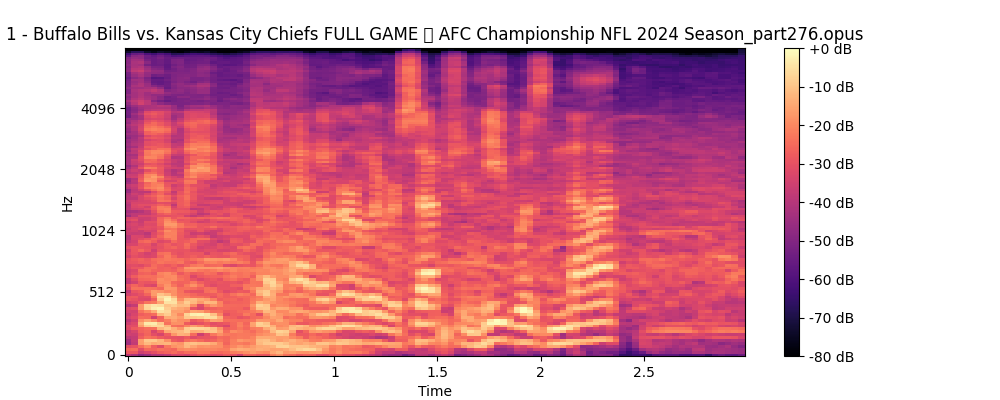 1 - Buffalo Bills vs. Kansas City Chiefs FULL GAME ▯ AFC Championship NFL 2024 Season_part276.opus
+0 dB
-10 dB
-20 dB
-30 dB
-40 dB
-50 dB
-60 dB
-70 dB
-80 dB
4096
2048
1024
512
0
Hz
0
0.5
1
1.5
2
2.5
Time